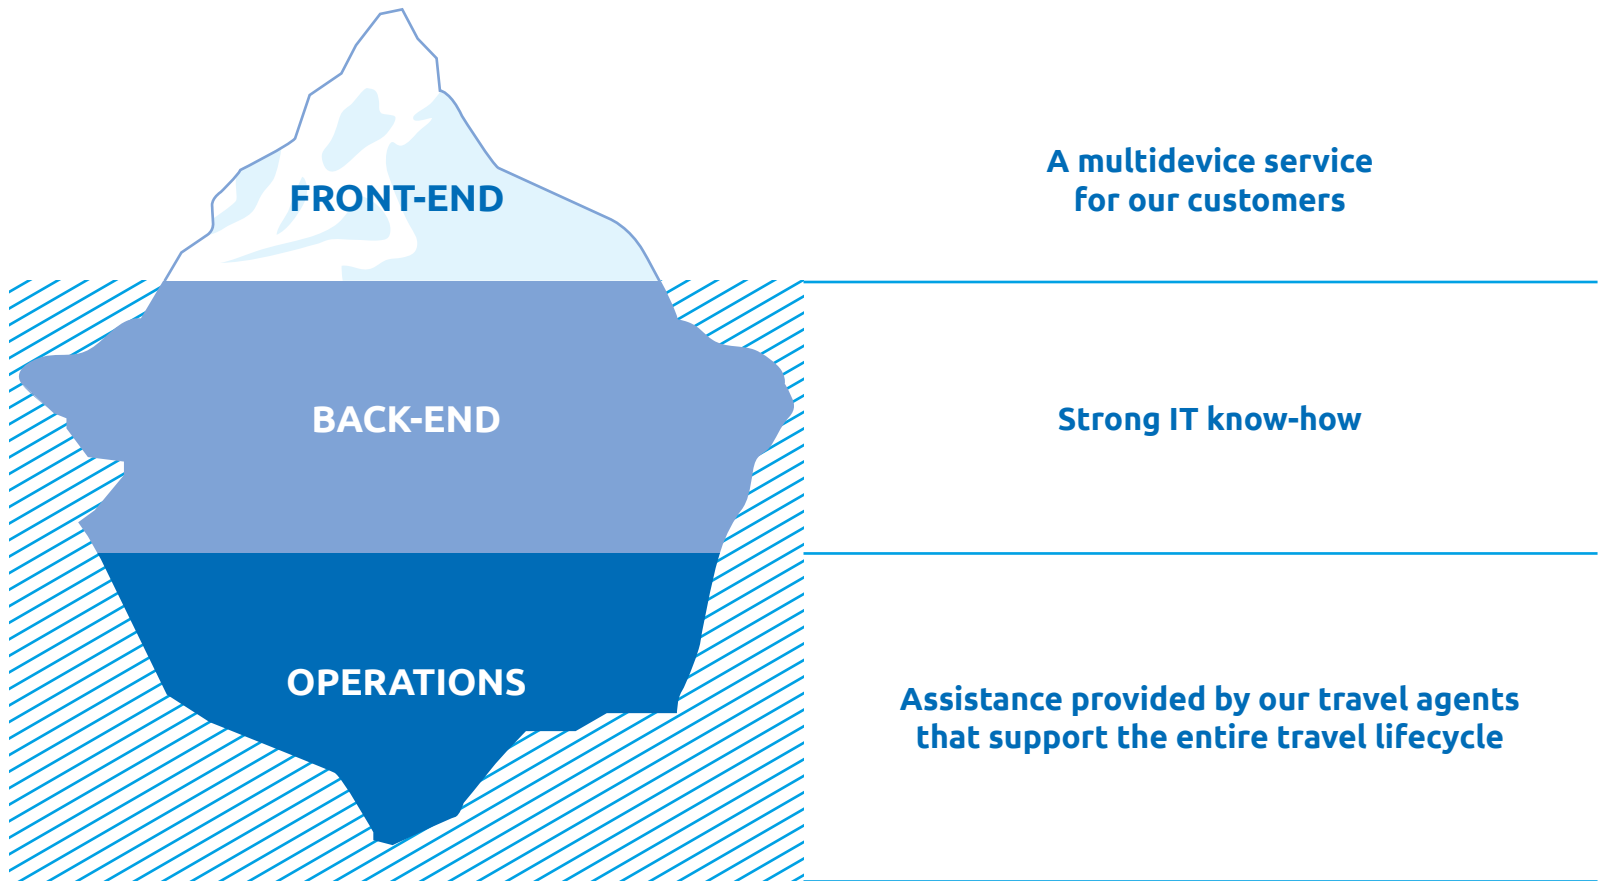 FRONT-END
A multidevice service
for our customers
BACK-END
Strong IT know-how
OPERATIONS
Assistance provided by our travel agents
that support the entire travel lifecycle